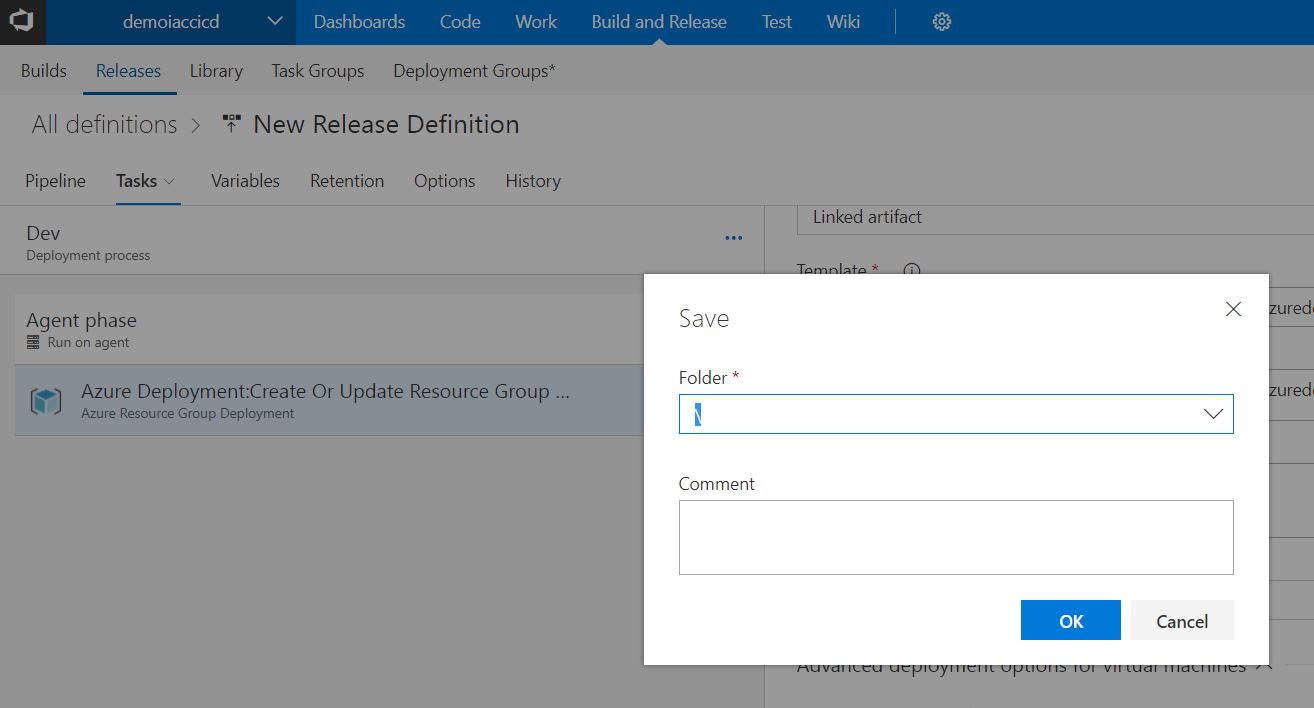 demoiaccicd Dashboards Code Work Build and Release Test Wiki
Builds Releases Library Task Groups Deployment Groups*
All definitions > New Release Definition
Pipeline Tasks Variables Retention Options History
Dev
Deployment process
...
Linked artifact
Template *
Agent phase
Run on agent
Azure Deployment:Create Or Update Resource Group ...
Azure Resource Group Deployment
Save
Folder *
\
Comment
OK Cancel
Advanced deployment options for virtual machines